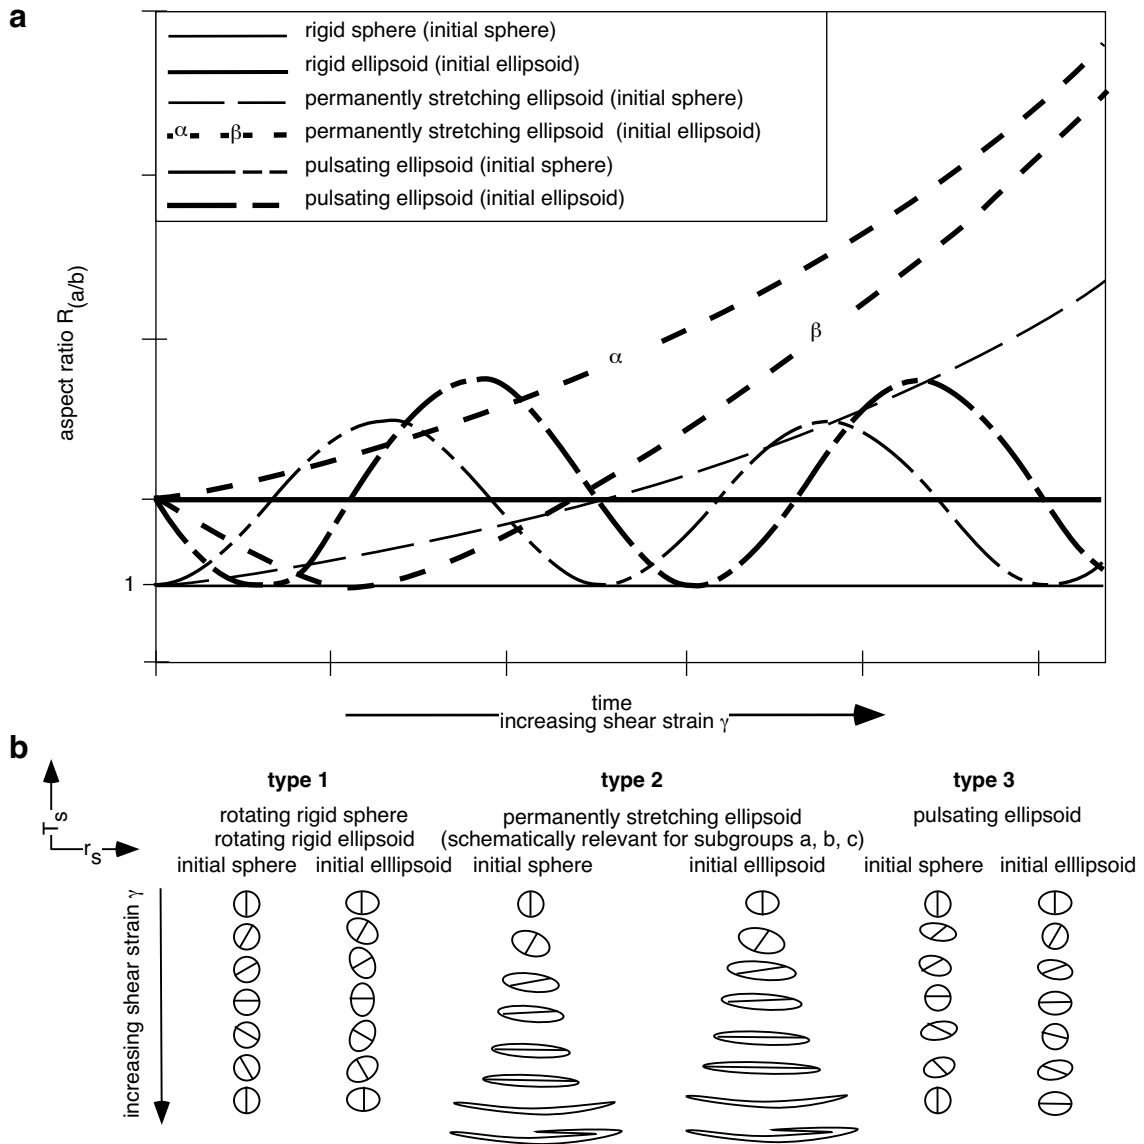 a
rigid sphere (initial sphere)
rigid ellipsoid (initial ellipsoid)
permanently stretching ellipsoid (initial sphere)
α β permanently stretching ellipsoid (initial ellipsoid)
pulsating ellipsoid (initial sphere)
pulsating ellipsoid (initial ellipsoid)
aspect ratio R(a/b)
α
β
1
time
increasing shear strain γ
b
Ts
rs
type 1 type 2 type 3
rotating rigid sphere
rotating rigid ellipsoid
permanently stretching ellipsoid
(schematically relevant for subgroups a, b, c)
pulsating ellipsoid
initial sphere initial elllipsoid initial sphere initial elllipsoid initial sphere initial elllipsoid
increasing shear strain γ